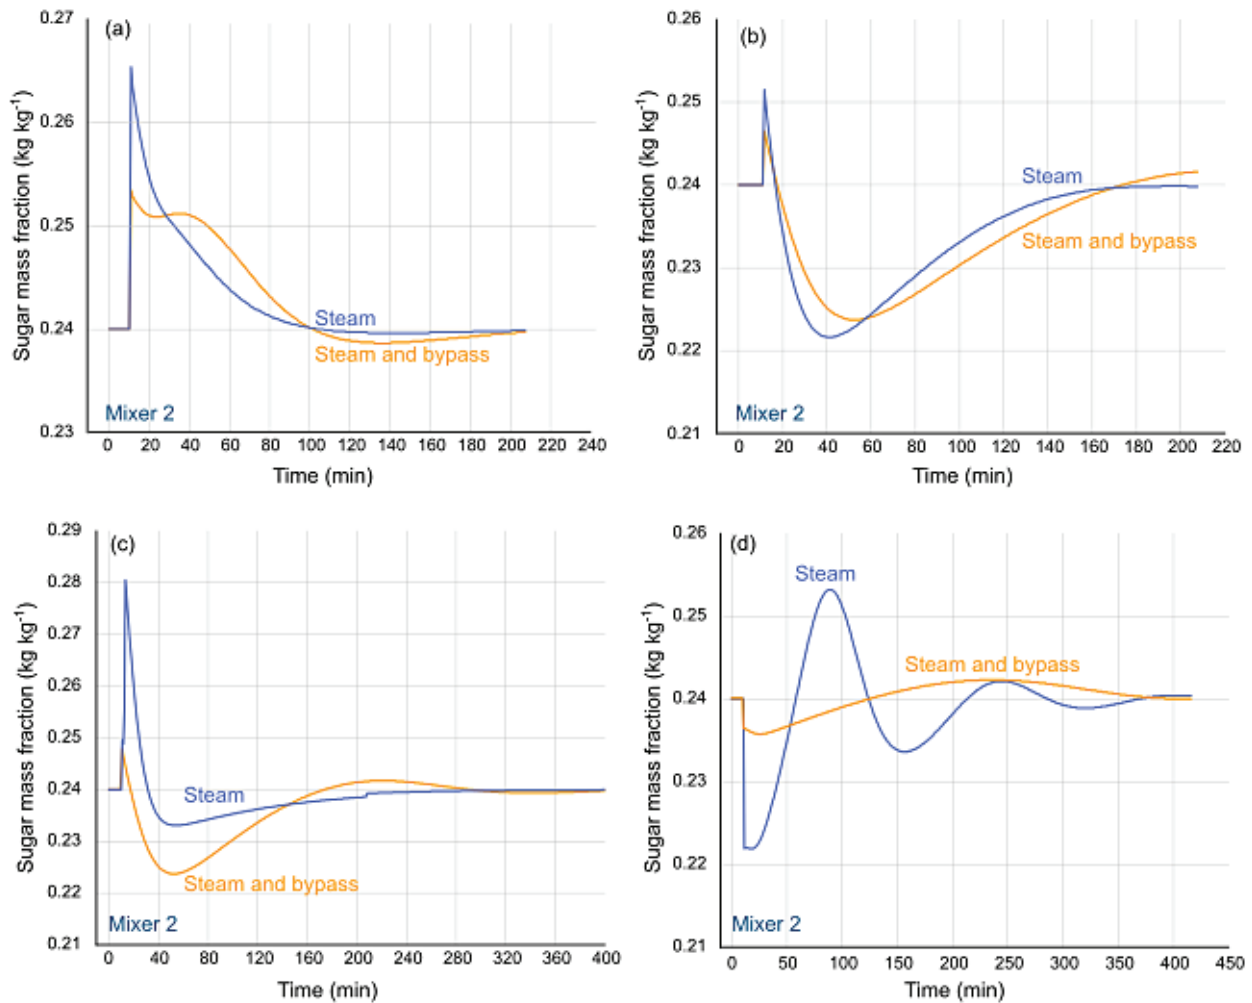 (a)
Sugar mass fraction (kg kg⁻¹)
0.27
0.26
0.25
0.24
0.23
Steam
Steam and bypass
Mixer 2
0 20 40 60 80 100 120 140 160 180 200 220 240
Time (min)
(b)
Sugar mass fraction (kg kg⁻¹)
0.26
0.25
0.24
0.23
0.22
0.21
Steam
Steam and bypass
Mixer 2
0 20 40 60 80 100 120 140 160 180 200 220
Time (min)
(c)
Sugar mass fraction (kg kg⁻¹)
0.29
0.28
0.27
0.26
0.25
0.24
0.23
0.22
0.21
Steam
Steam and bypass
Mixer 2
0 40 80 120 160 200 240 280 320 360 400
Time (min)
(d)
Sugar mass fraction (kg kg⁻¹)
0.26
0.25
0.24
0.23
0.22
0.21
Steam
Steam and bypass
Mixer 2
0 50 100 150 200 250 300 350 400 450
Time (min)